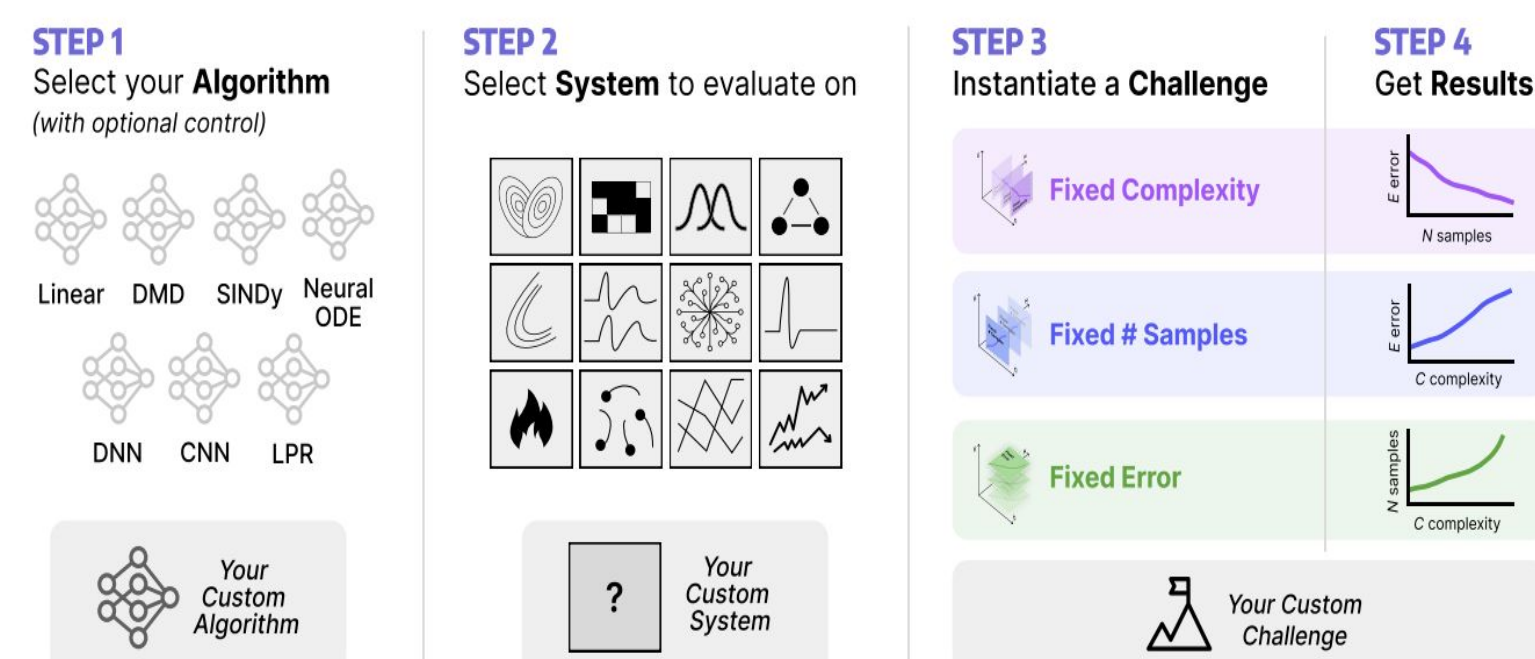 STEP 1
Select your Algorithm
(with optional control)
Linear
DMD
SINDy
Neural
ODE
DNN
CNN
LPR
Your
Custom
Algorithm
STEP 2
Select System to evaluate on
?
Your
Custom
System
STEP 3
Instantiate a Challenge
Fixed Complexity
Fixed # Samples
Fixed Error
STEP 4
Get Results
E error
N samples
E error
C complexity
N samples
C complexity
Your Custom
Challenge